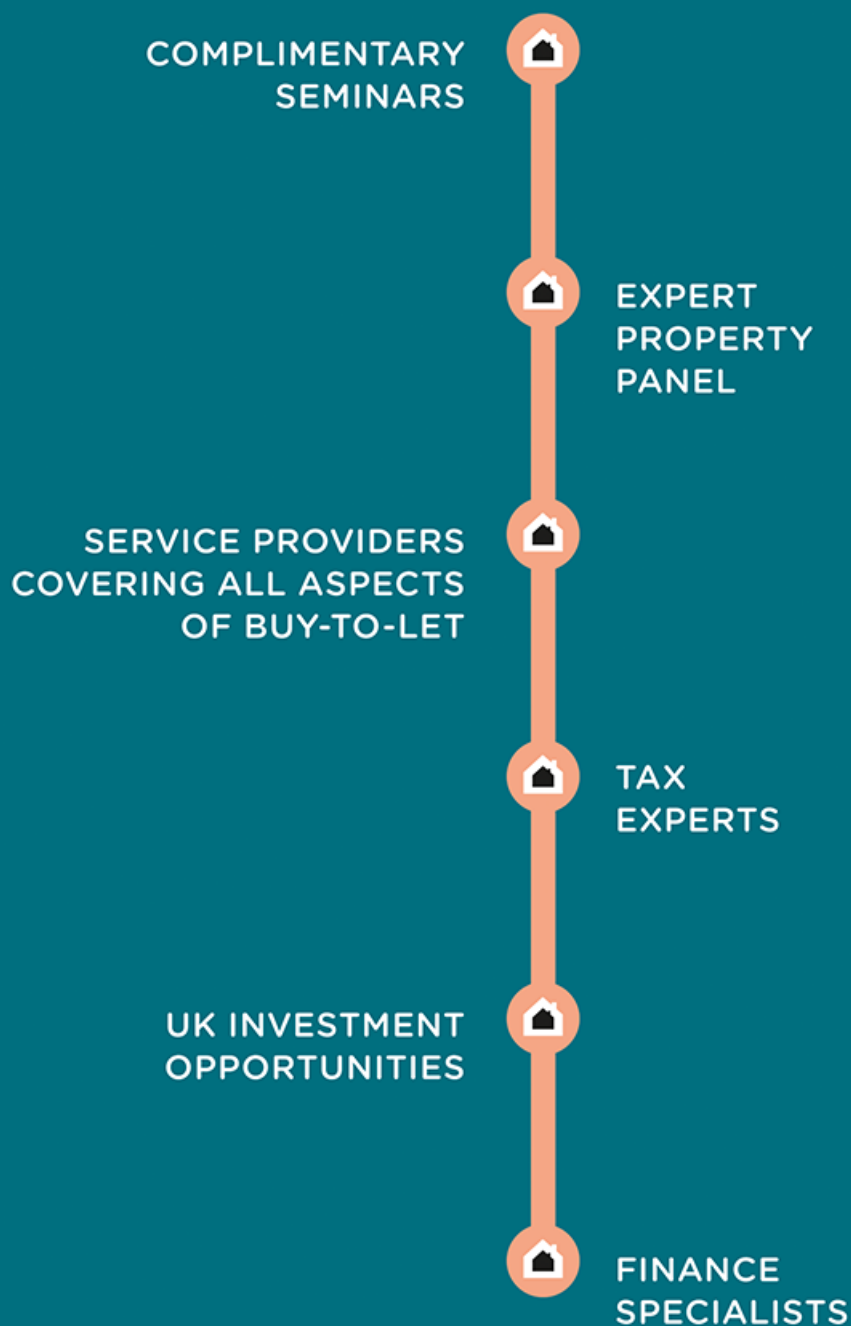 COMPLIMENTARY
SEMINARS
EXPERT
PROPERTY
PANEL
SERVICE PROVIDERS
COVERING ALL ASPECTS
OF BUY-TO-LET
TAX
EXPERTS
UK INVESTMENT
OPPORTUNITIES
FINANCE
SPECIALISTS